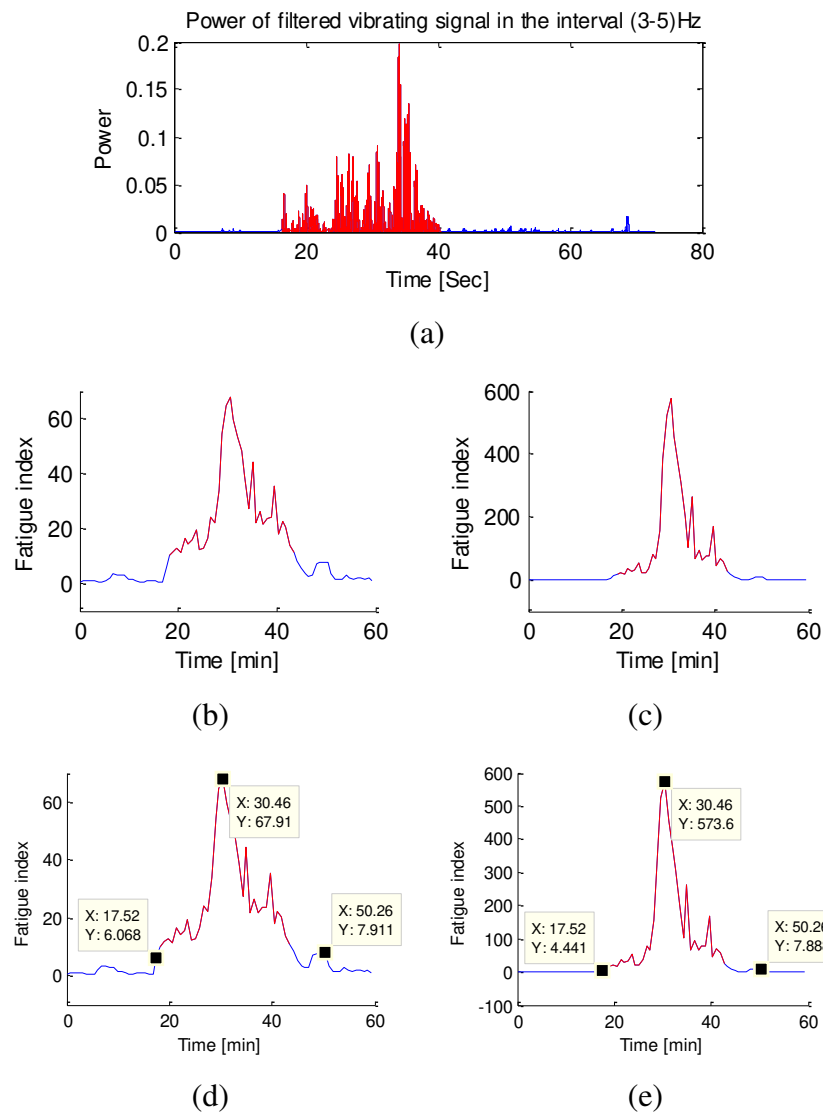 Power of filtered vibrating signal in the interval (3-5)Hz
0.2
0.15
0.1
0.05
0
Power
0 20 40 60 80
Time [Sec]
(a)
60
40
20
0
Fatigue index
0 20 40 60
Time [min]
(b)
600
400
200
0
Fatigue index
0 20 40 60
Time [min]
(c)
60
40
20
0
Fatigue index
X: 30.46
Y: 67.91
X: 17.52
Y: 6.068
X: 50.26
Y: 7.911
0 20 40 60
Time [min]
(d)
600
500
400
300
200
100
0
-100
Fatigue index
X: 30.46
Y: 573.6
X: 17.52
Y: 4.441
X: 50.26
Y: 7.88
0 20 40 60
Time [min]
(e)